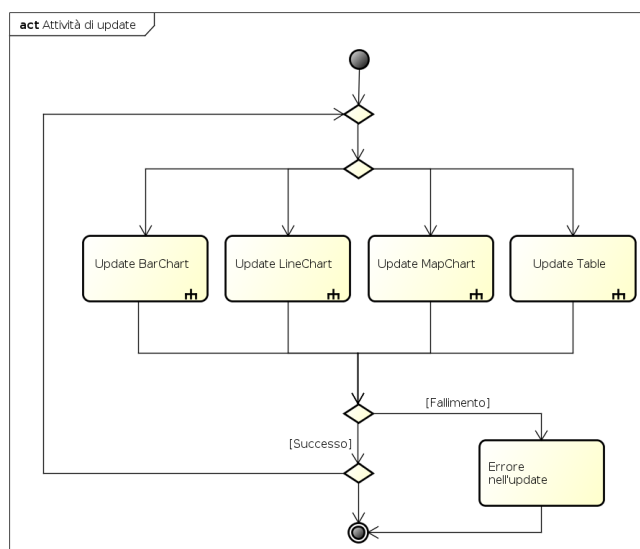 act Attività di update
Update BarChart
Update LineChart
Update MapChart
Update Table
[Fallimento]
[Successo]
Errore
nell'update